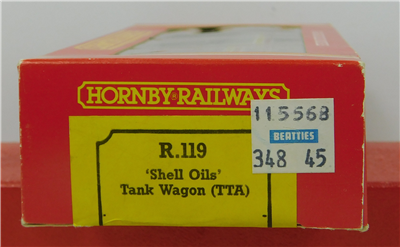 HORNBY RAILWAYS
115568
BEATTIES
348 45
R.119
'Shell Oils'
Tank Wagon (TTA)